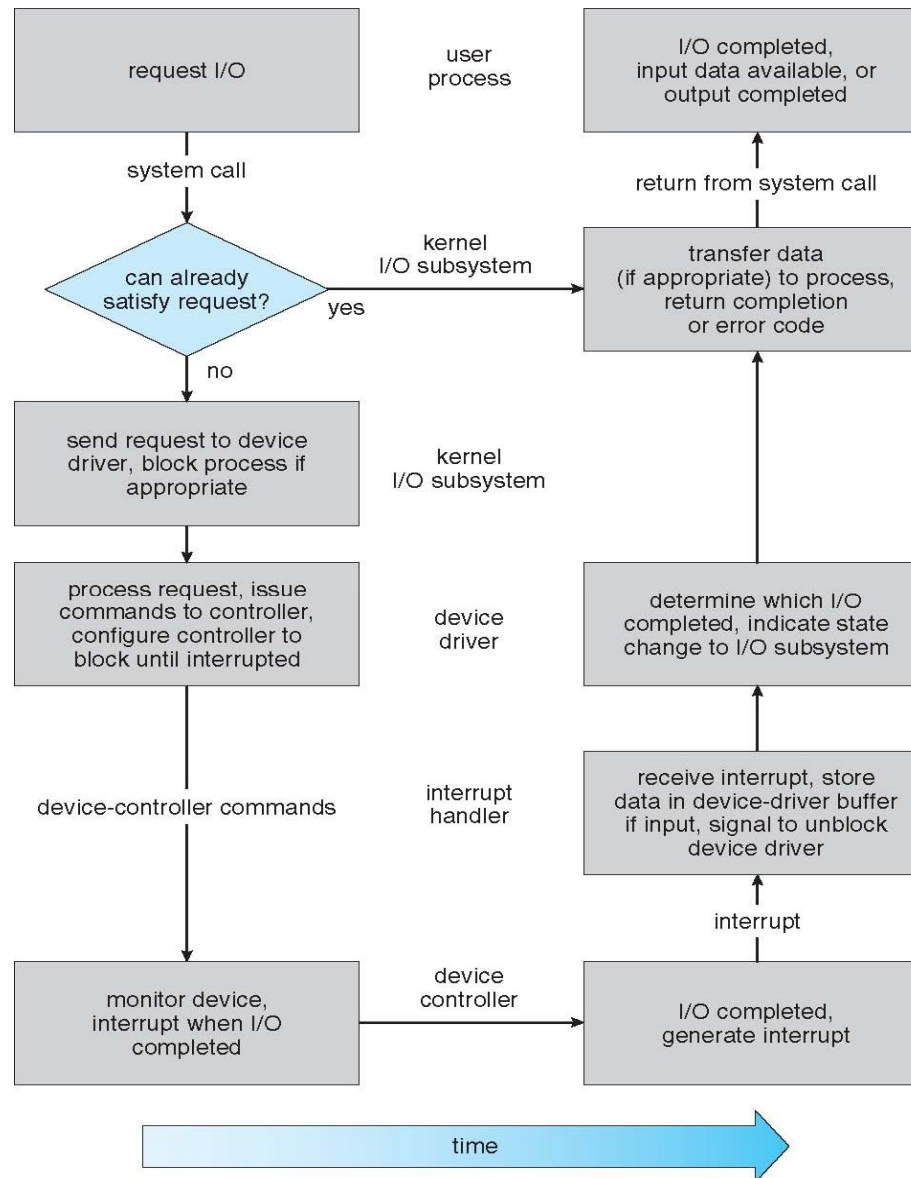 request I/O
user
process
I/O completed,
input data available, or
output completed
system call
return from system call
can already
satisfy request?
kernel
I/O subsystem
yes
transfer data
(if appropriate) to process,
return completion
or error code
no
send request to device
driver, block process if
appropriate
kernel
I/O subsystem
process request, issue
commands to controller,
configure controller to
block until interrupted
device
driver
determine which I/O
completed, indicate state
change to I/O subsystem
device-controller commands
interrupt
handler
receive interrupt, store
data in device-driver buffer
if input, signal to unblock
device driver
interrupt
monitor device,
interrupt when I/O
completed
device
controller
I/O completed,
generate interrupt
time